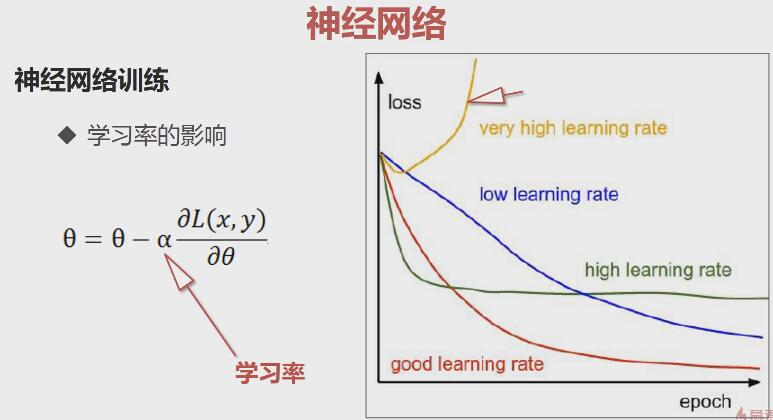 神经网络
神经网络训练
◆ 学习率的影响
θ = θ − α ∂L(x, y) / ∂θ
学习率
loss
very high learning rate
low learning rate
high learning rate
good learning rate
epoch